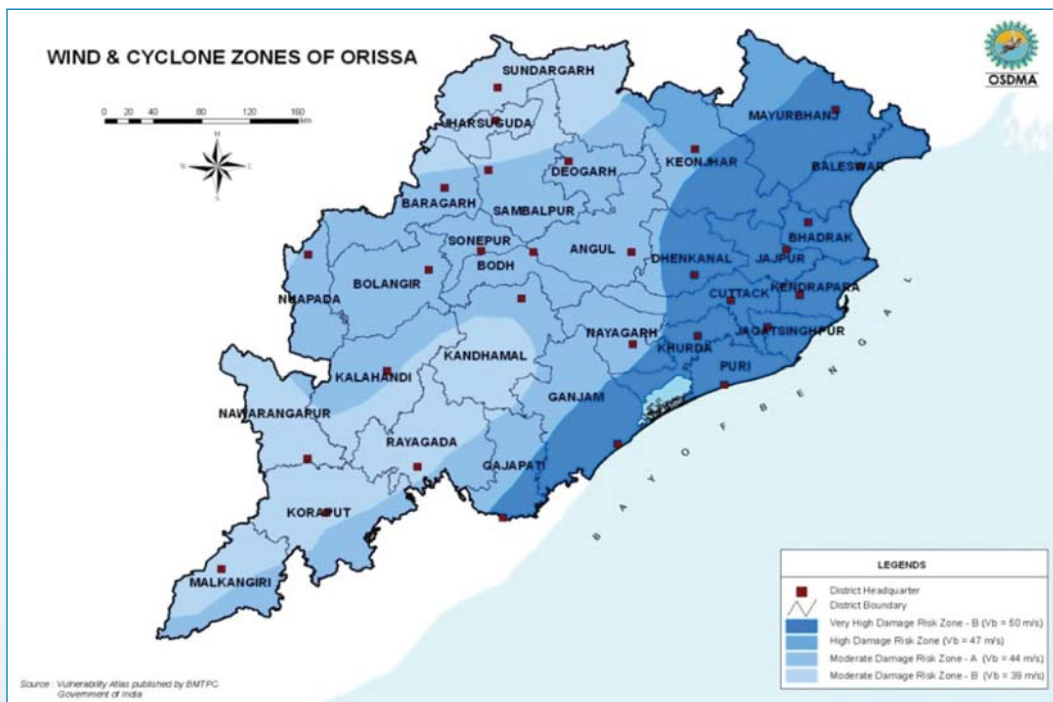 WIND & CYCLONE ZONES OF ORISSA
OSDMA
0 20 40 80 120 160
km
N
W E
S
SUNDARGARH
JHARSUGUDA
MAYURBHANJ
KEONJHAR
DEOGARH
BALESWAR
BARAGARH
SAMBALPUR
BHADRAK
SONEPUR
ANGUL
DHENKANAL
JAJPUR
BODH
BOLANGIR
KENDRAPARA
NUAPADA
CUTTACK
NAYAGARH
JAGATSINGHPUR
KHURDA
KANDHAMAL
PURI
KALAHANDI
GANJAM
NAWARANGAPUR
RAYAGADA
GAJAPATI
KORAPUT
MALKANGIRI
BAY OF BENGAL
LEGENDS
District Headquarter
District Boundary
Very High Damage Risk Zone - B (Vb = 50 m/s)
High Damage Risk Zone (Vb = 47 m/s)
Moderate Damage Risk Zone - A (Vb = 44 m/s)
Moderate Damage Risk Zone - B (Vb = 39 m/s)
Source : Vulnerability Atlas published by BMTPC
Government of India